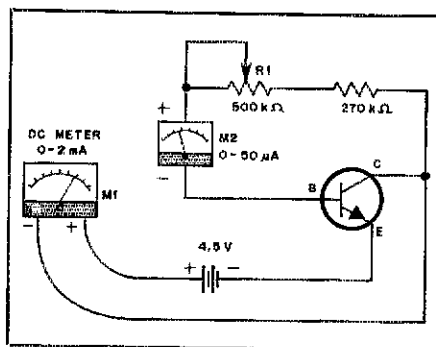 R1
500 kΩ
270 kΩ
+
M2
0-50 µA
-
DC METER
0-2 mA
M1
-
+
B
C
E
4,5 V
+
-